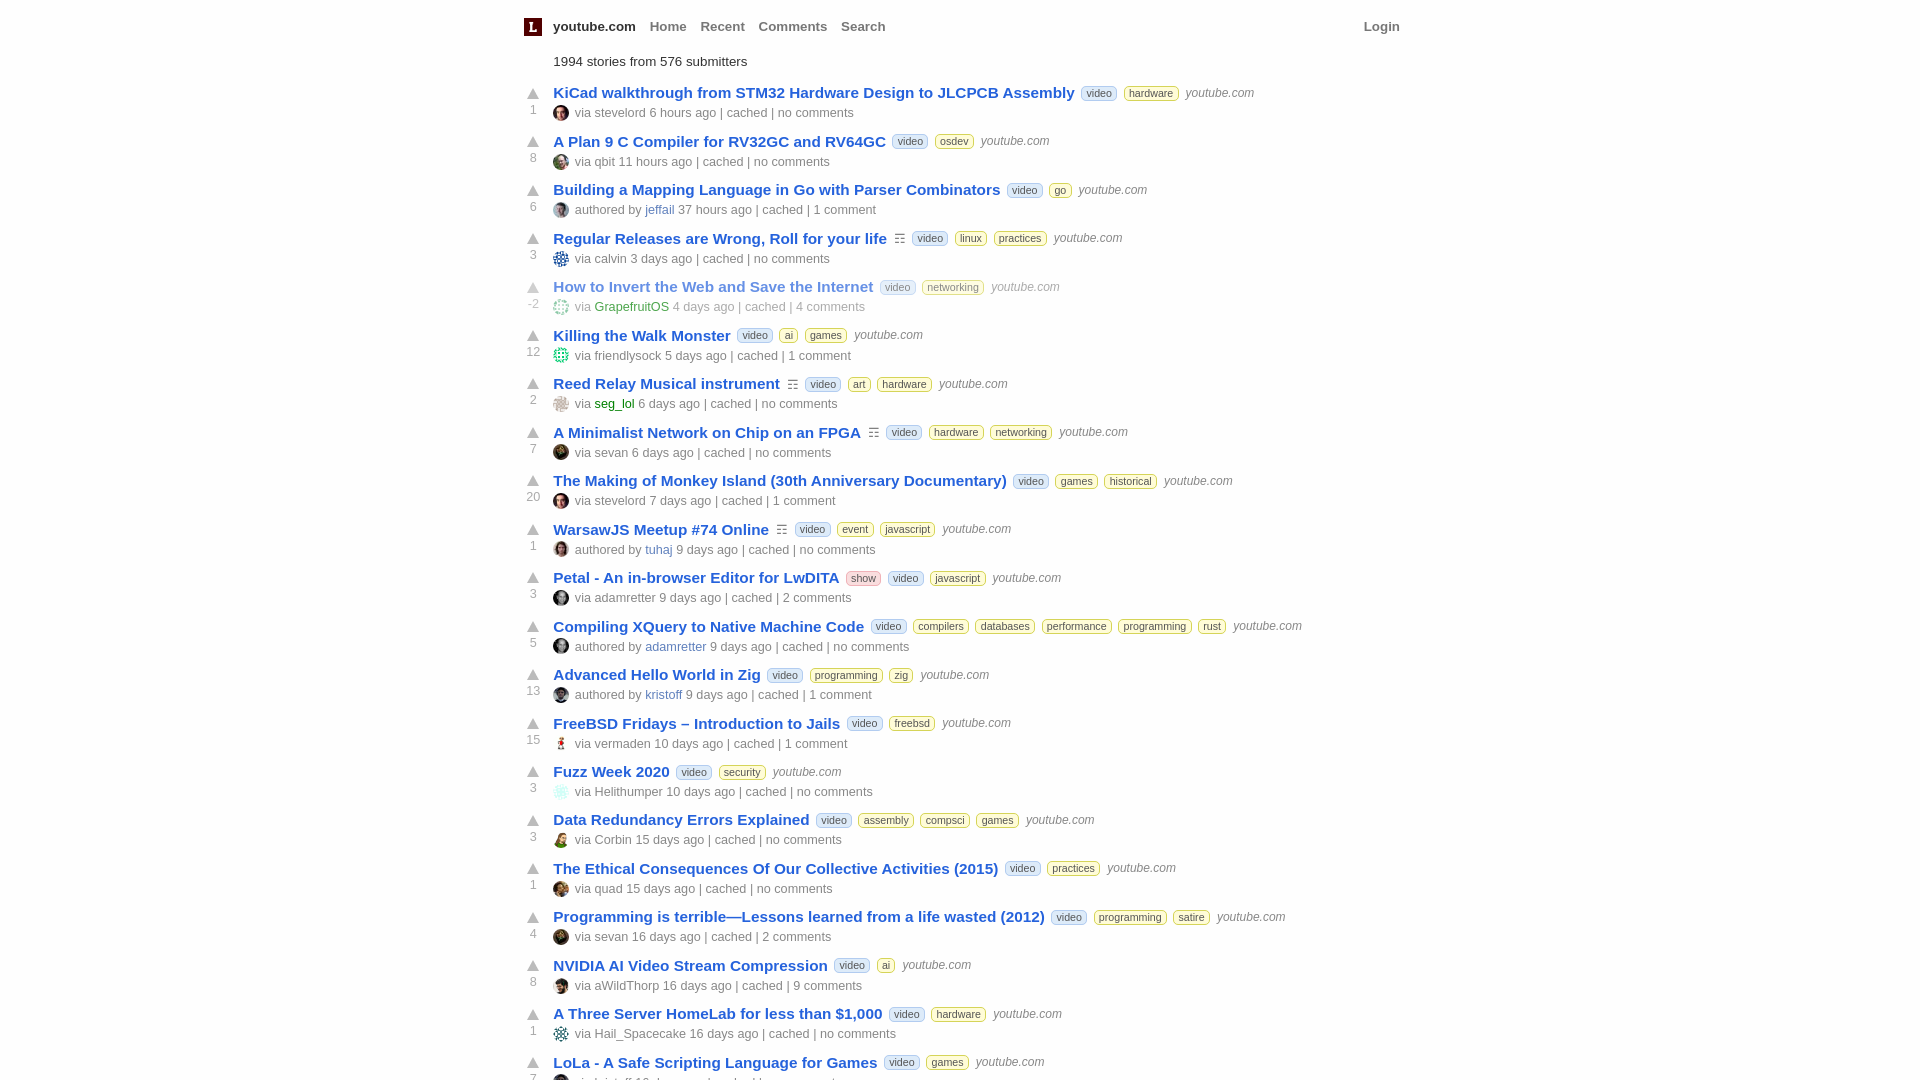 L youtube.com Home Recent Comments Search Login
1994 stories from 576 submitters
KiCad walkthrough from STM32 Hardware Design to JLCPCB Assembly video hardware youtube.com
1 via stevelord 6 hours ago | cached | no comments
A Plan 9 C Compiler for RV32GC and RV64GC video osdev youtube.com
8 via qbit 11 hours ago | cached | no comments
Building a Mapping Language in Go with Parser Combinators video go youtube.com
6 authored by jeffail 37 hours ago | cached | 1 comment
Regular Releases are Wrong, Roll for your life ☶ video linux practices youtube.com
3 via calvin 3 days ago | cached | no comments
How to Invert the Web and Save the Internet video networking youtube.com
-2 via GrapefruitOS 4 days ago | cached | 4 comments
Killing the Walk Monster video ai games youtube.com
12 via friendlysock 5 days ago | cached | 1 comment
Reed Relay Musical instrument ☶ video art hardware youtube.com
2 via seg_lol 6 days ago | cached | no comments
A Minimalist Network on Chip on an FPGA ☶ video hardware networking youtube.com
7 via sevan 6 days ago | cached | no comments
The Making of Monkey Island (30th Anniversary Documentary) video games historical youtube.com
20 via stevelord 7 days ago | cached | 1 comment
WarsawJS Meetup #74 Online ☶ video event javascript youtube.com
1 authored by tuhaj 9 days ago | cached | no comments
Petal - An in-browser Editor for LwDITA show video javascript youtube.com
3 via adamretter 9 days ago | cached | 2 comments
Compiling XQuery to Native Machine Code video compilers databases performance programming rust youtube.com
5 authored by adamretter 9 days ago | cached | no comments
Advanced Hello World in Zig video programming zig youtube.com
13 authored by kristoff 9 days ago | cached | 1 comment
FreeBSD Fridays – Introduction to Jails video freebsd youtube.com
15 via vermaden 10 days ago | cached | 1 comment
Fuzz Week 2020 video security youtube.com
3 via Helithumper 10 days ago | cached | no comments
Data Redundancy Errors Explained video assembly compsci games youtube.com
3 via Corbin 15 days ago | cached | no comments
The Ethical Consequences Of Our Collective Activities (2015) video practices youtube.com
1 via quad 15 days ago | cached | no comments
Programming is terrible—Lessons learned from a life wasted (2012) video programming satire youtube.com
4 via sevan 16 days ago | cached | 2 comments
NVIDIA AI Video Stream Compression video ai youtube.com
8 via aWildThorp 16 days ago | cached | 9 comments
A Three Server HomeLab for less than $1,000 video hardware youtube.com
1 via Hail_Spacecake 16 days ago | cached | no comments
LoLa - A Safe Scripting Language for Games video games youtube.com